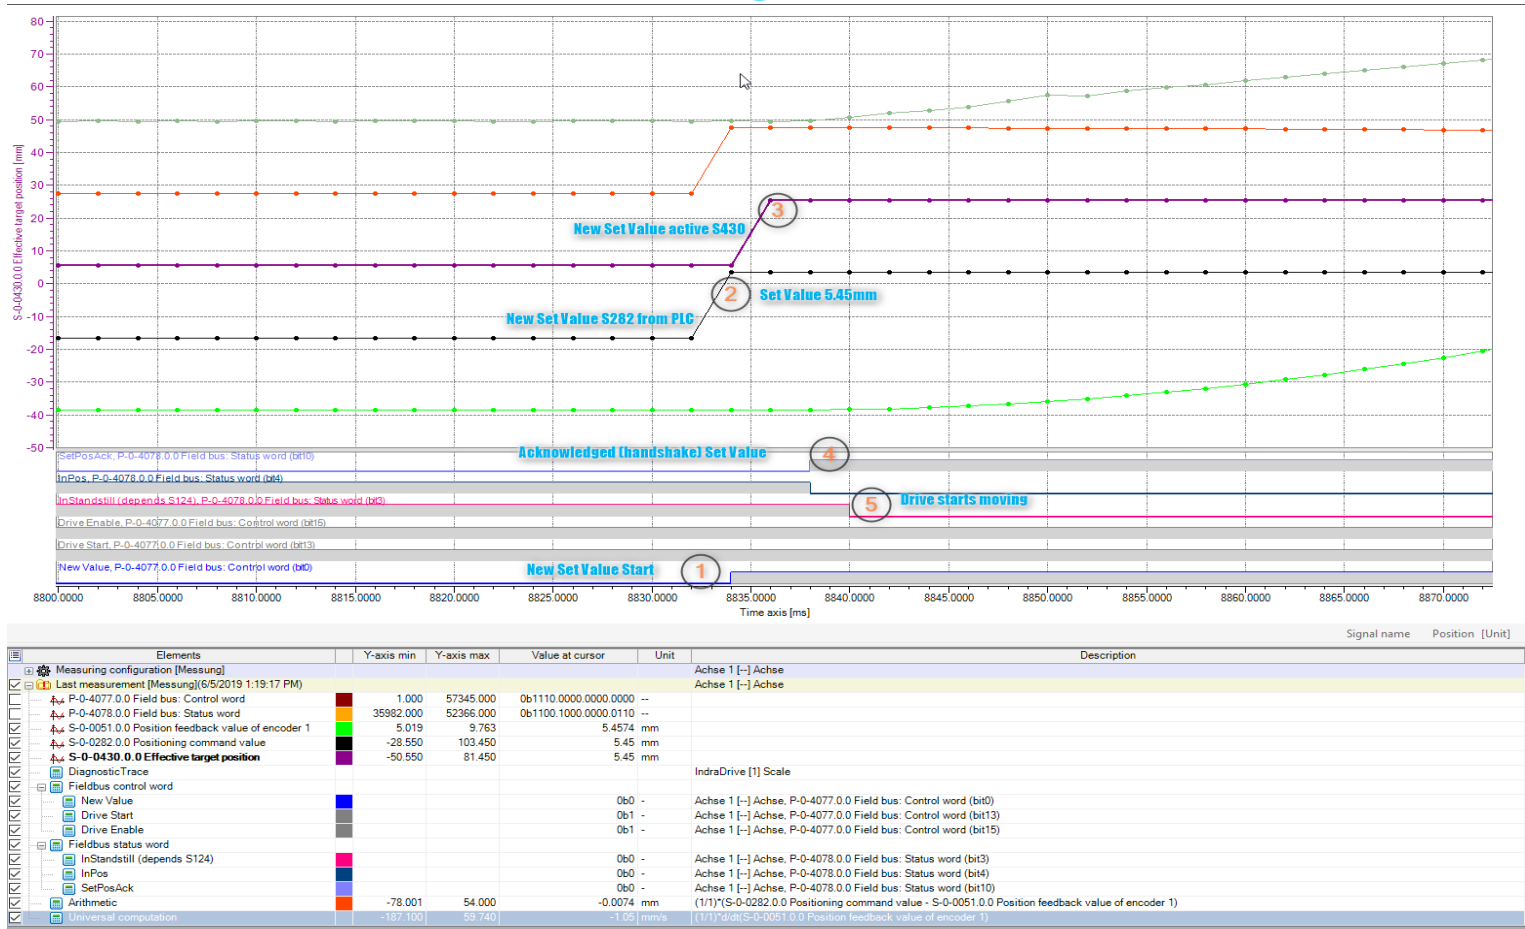 80
70
60
50
40
30
20
10
0
-10
-20
-30
-40
-50
S-0-0430.0.0 Effective target position [mm]
3
New Set Value active S430
2
Set Value 5.45mm
New Set Value S282 from PLC
SetPosAck, P-0-4078.0.0 Field bus: Status word (bit10)
Acknowledged (handshake) Set Value
4
InPos, P-0-4078.0.0 Field bus: Status word (bit4)
InStandstill (depends S124), P-0-4078.0.0 Field bus: Status word (bit3)
5
Drive starts moving
Drive Enable, P-0-4077.0.0 Field bus: Control word (bit15)
Drive Start, P-0-4077.0.0 Field bus: Control word (bit13)
New Value, P-0-4077.0.0 Field bus: Control word (bit0)
New Set Value Start
1
8800.0000 8805.0000 8810.0000 8815.0000 8820.0000 8825.0000 8830.0000 8835.0000 8840.0000 8845.0000 8850.0000 8855.0000 8860.0000 8865.0000 8870.0000
Time axis [ms]
Signal name Position [Unit]
Elements Y-axis min Y-axis max Value at cursor Unit Description
Measuring configuration [Messung] Achse 1 [--] Achse
Last measurement [Messung](6/5/2019 1:19:17 PM) Achse 1 [--] Achse
P-0-4077.0.0 Field bus: Control word 1.000 57345.000 0b1110.0000.0000.0000 --
P-0-4078.0.0 Field bus: Status word 35982.000 52366.000 0b1100.1000.0000.0110 --
S-0-0051.0.0 Position feedback value of encoder 1 5.019 9.763 5.4574 mm
S-0-0282.0.0 Positioning command value -28.550 103.450 5.45 mm
S-0-0430.0.0 Effective target position -50.550 81.450 5.45 mm
DiagnosticTrace IndraDrive [1] Scale
Fieldbus control word
New Value 0b0 - Achse 1 [--] Achse, P-0-4077.0.0 Field bus: Control word (bit0)
Drive Start 0b1 - Achse 1 [--] Achse, P-0-4077.0.0 Field bus: Control word (bit13)
Drive Enable 0b1 - Achse 1 [--] Achse, P-0-4077.0.0 Field bus: Control word (bit15)
Fieldbus status word
InStandstill (depends S124) 0b0 - Achse 1 [--] Achse, P-0-4078.0.0 Field bus: Status word (bit3)
InPos 0b0 - Achse 1 [--] Achse, P-0-4078.0.0 Field bus: Status word (bit4)
SetPosAck 0b0 - Achse 1 [--] Achse, P-0-4078.0.0 Field bus: Status word (bit10)
Arithmetic -78.001 54.000 -0.0074 mm (1/1)*(S-0-0282.0.0 Positioning command value - S-0-0051.0.0 Position feedback value of encoder 1)
Universal computation -187.100 59.740 -1.05 mm/s (1/1)*d/dt(S-0-0051.0.0 Position feedback value of encoder 1)